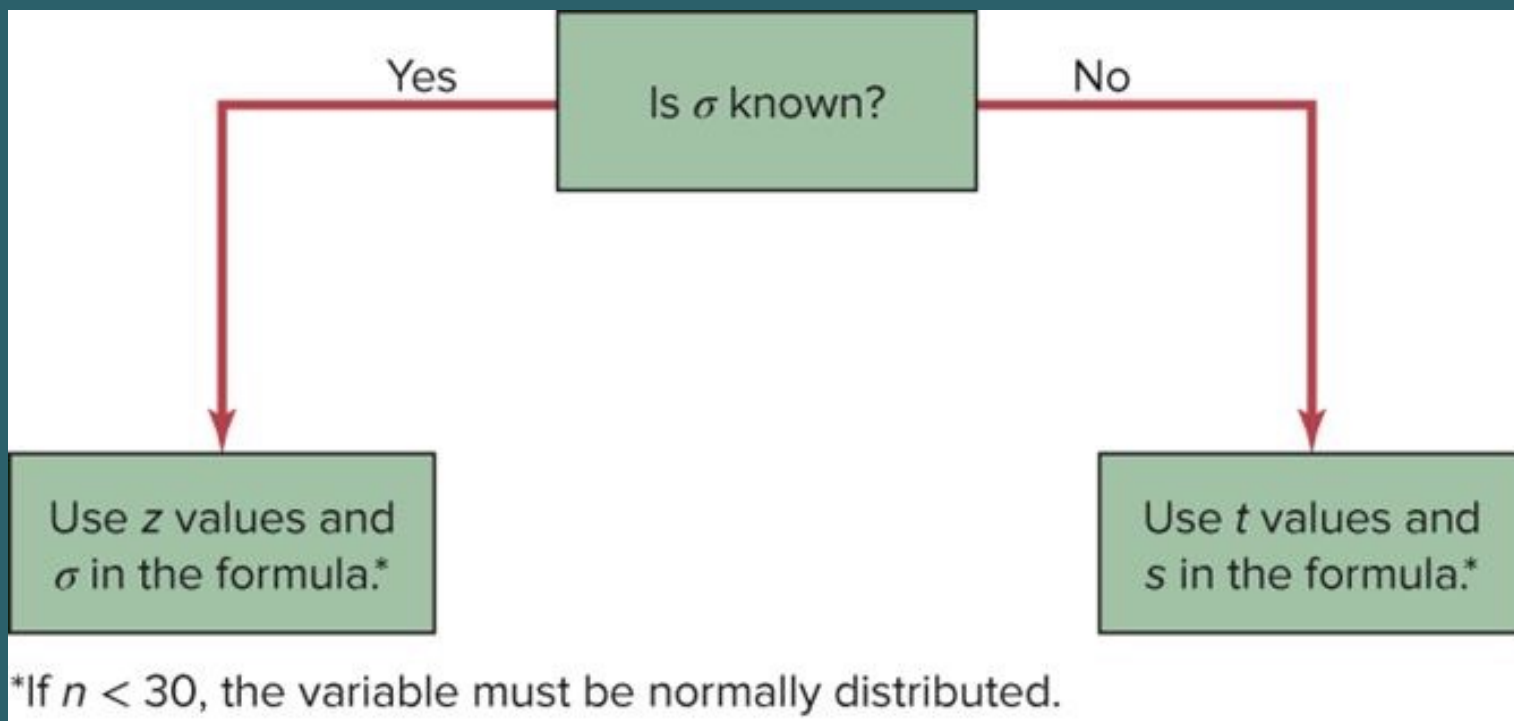 Is σ known?
Yes
No
Use z values and
σ in the formula.*
Use t values and
s in the formula.*
*If n < 30, the variable must be normally distributed.